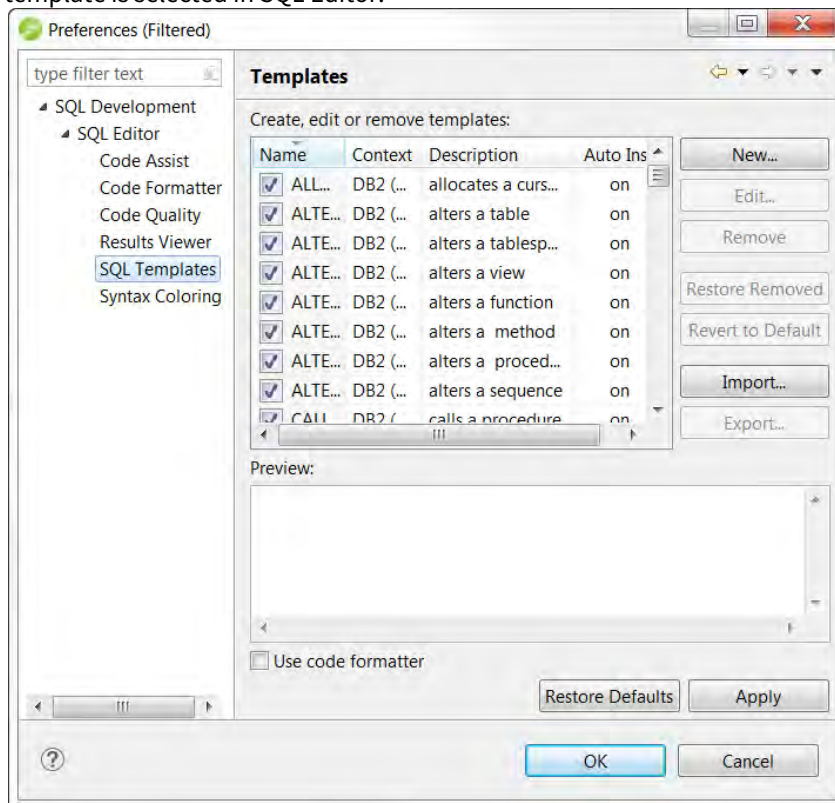 template is selected in SQL Editor.
Preferences (Filtered)
type filter text
SQL Development
SQL Editor
Code Assist
Code Formatter
Code Quality
Results Viewer
SQL Templates
Syntax Coloring
Templates
Create, edit or remove templates:
Name Context Description Auto Ins
ALL... DB2 (... allocates a curs... on
ALTE... DB2 (... alters a table on
ALTE... DB2 (... alters a tablesp... on
ALTE... DB2 (... alters a view on
ALTE... DB2 (... alters a function on
ALTE... DB2 (... alters a method on
ALTE... DB2 (... alters a proced... on
ALTE... DB2 (... alters a sequence on
CALL DB2 ( calls a procedure on
New...
Edit...
Remove
Restore Removed
Revert to Default
Import...
Export...
Preview:
Use code formatter
Restore Defaults Apply
OK Cancel